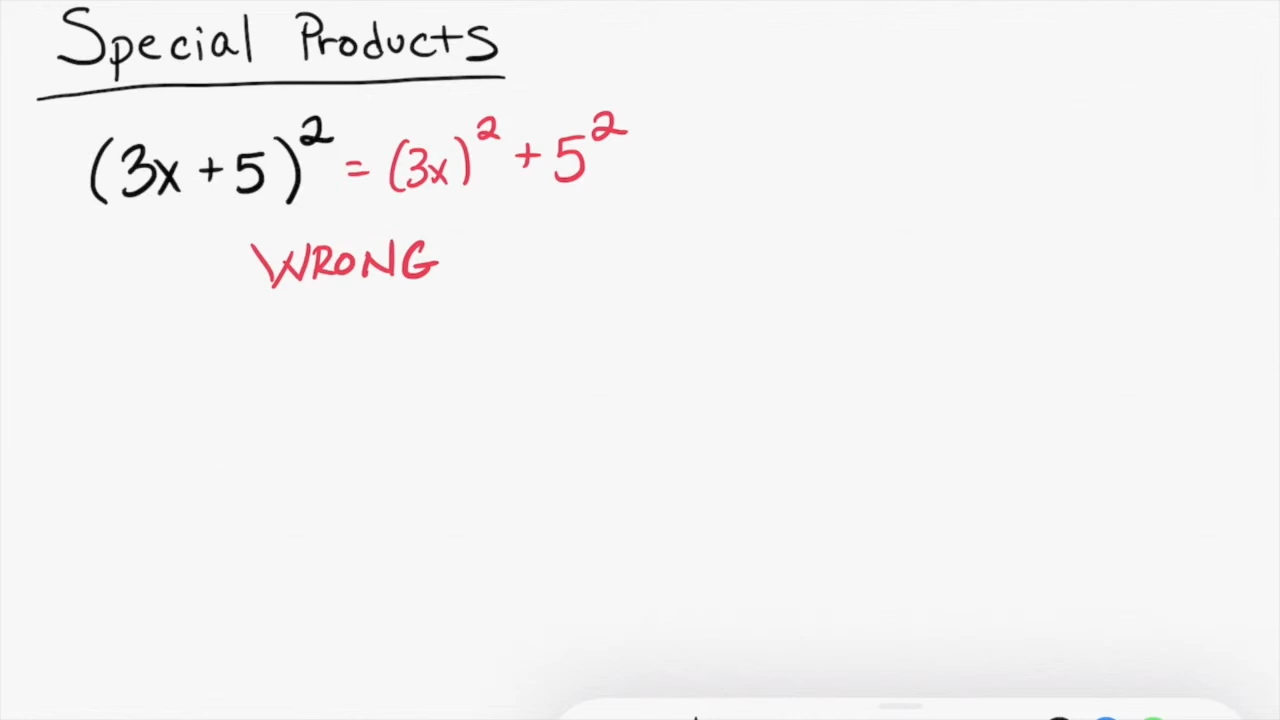 Special Products
(3x + 5)² = (3x)² + 5²
WRONG